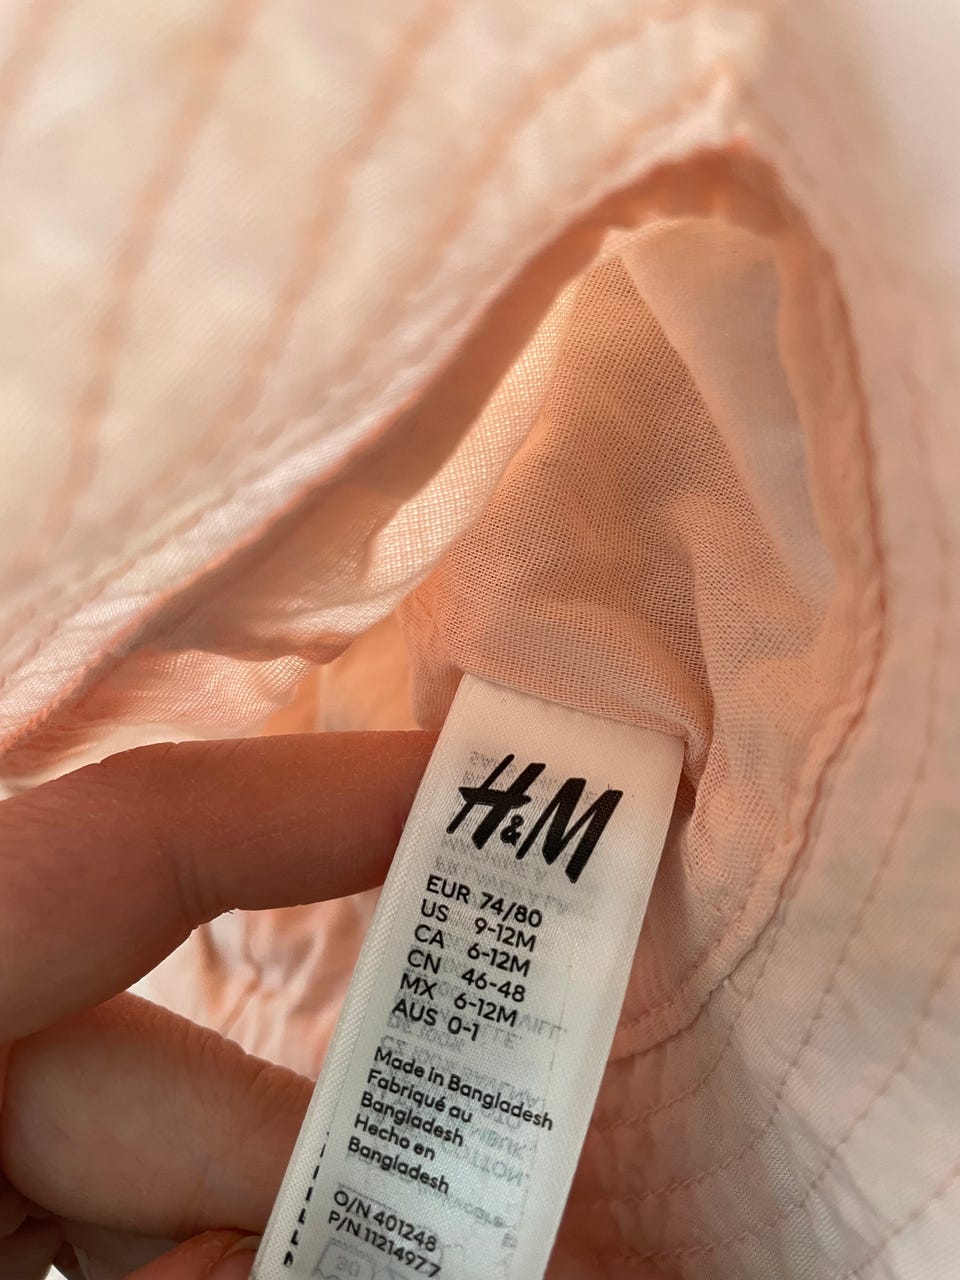 H&M
EUR 74/80
US 9-12M
CA 6-12M
CN 46-48
MX 6-12M
AUS 0-1
Made in Bangladesh
Fabriqué au
Bangladesh
Hecho en
Bangladesh
O/N 401248
P/N 11214977